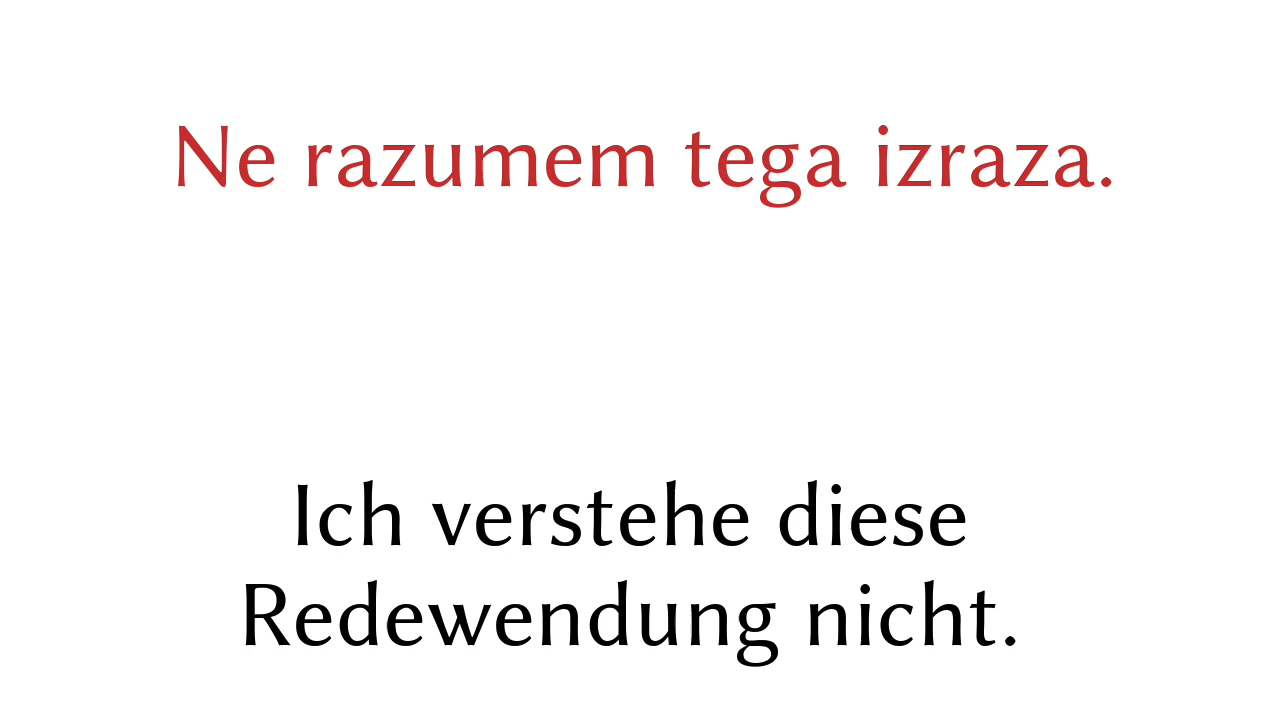 Ne razumem tega izraza.
Ich verstehe diese
Redewendung nicht.